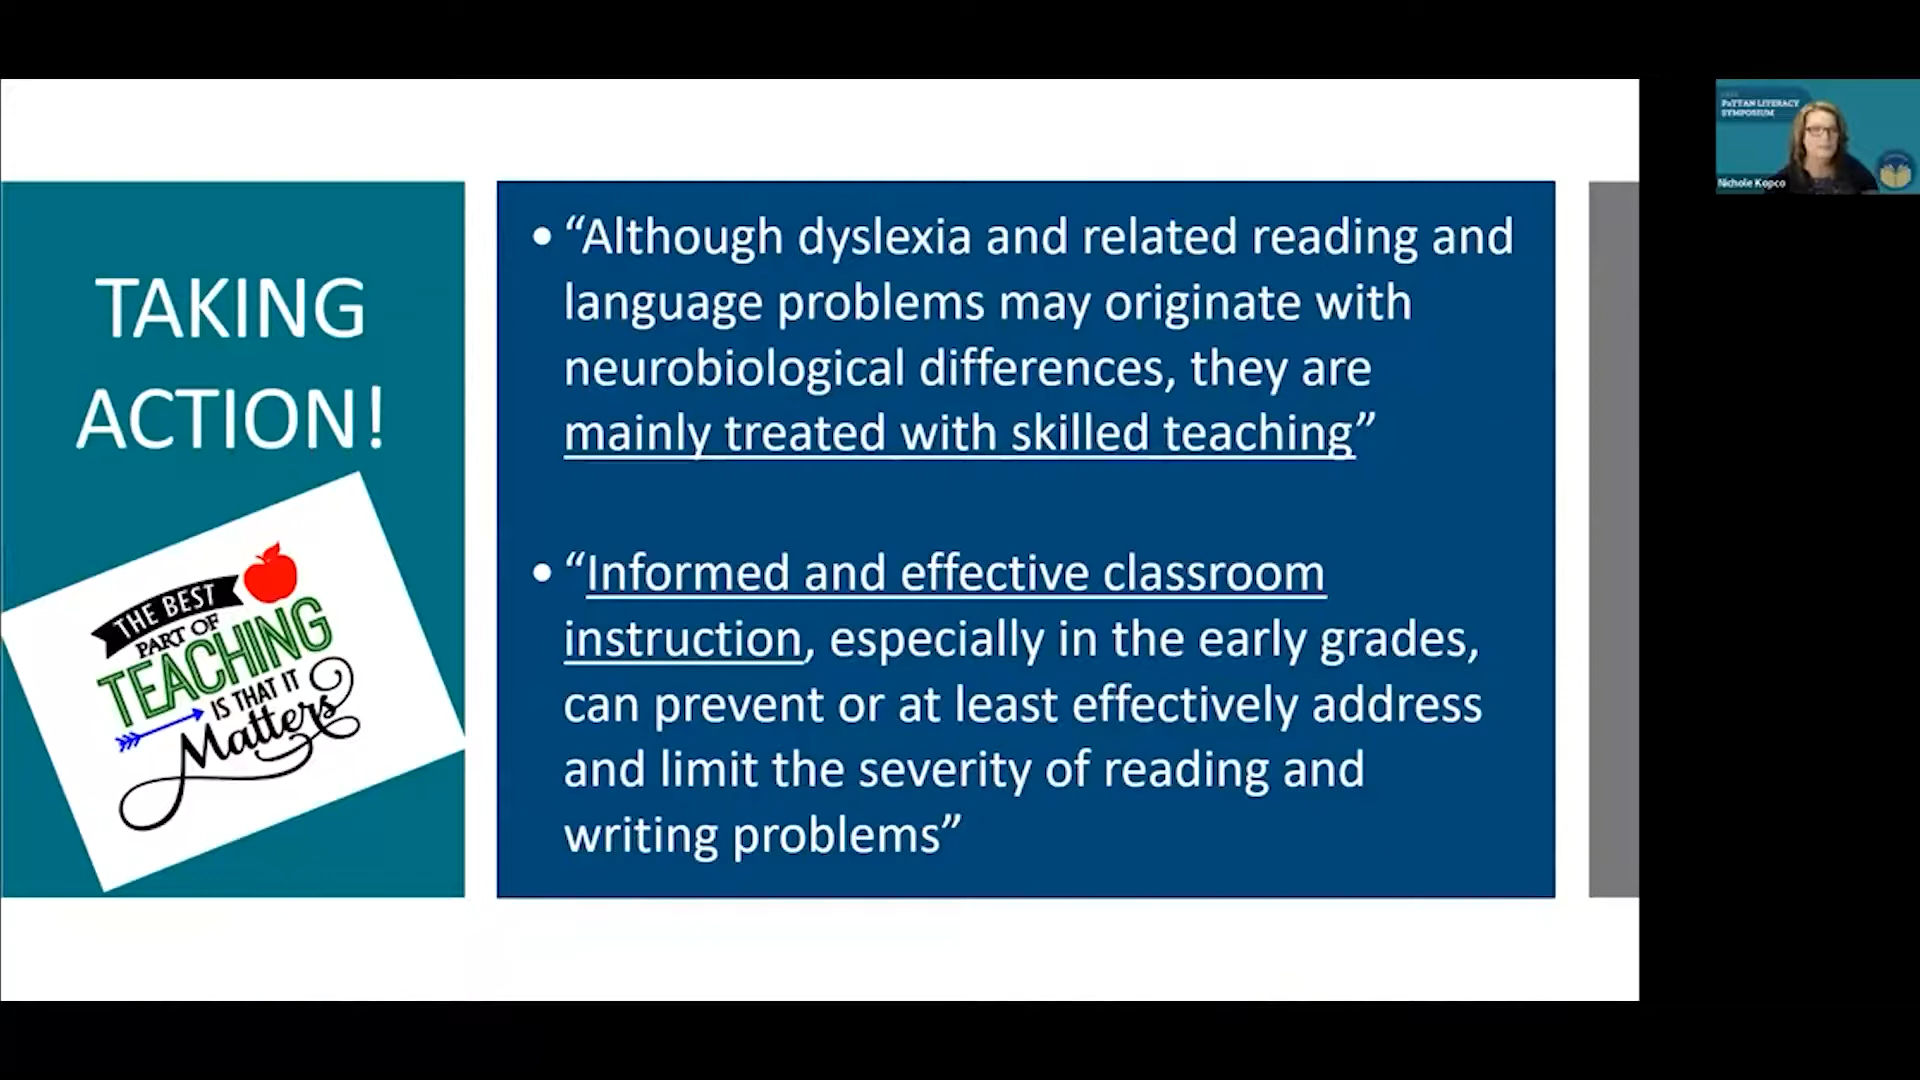 TAKING
ACTION!
THE BEST
PART OF
TEACHING
IS THAT IT
Matters
• “Although dyslexia and related reading and
language problems may originate with
neurobiological differences, they are
mainly treated with skilled teaching”
• “Informed and effective classroom
instruction, especially in the early grades,
can prevent or at least effectively address
and limit the severity of reading and
writing problems”
PaTTAN LITERACY
SYMPOSIUM
Nichole Kopco